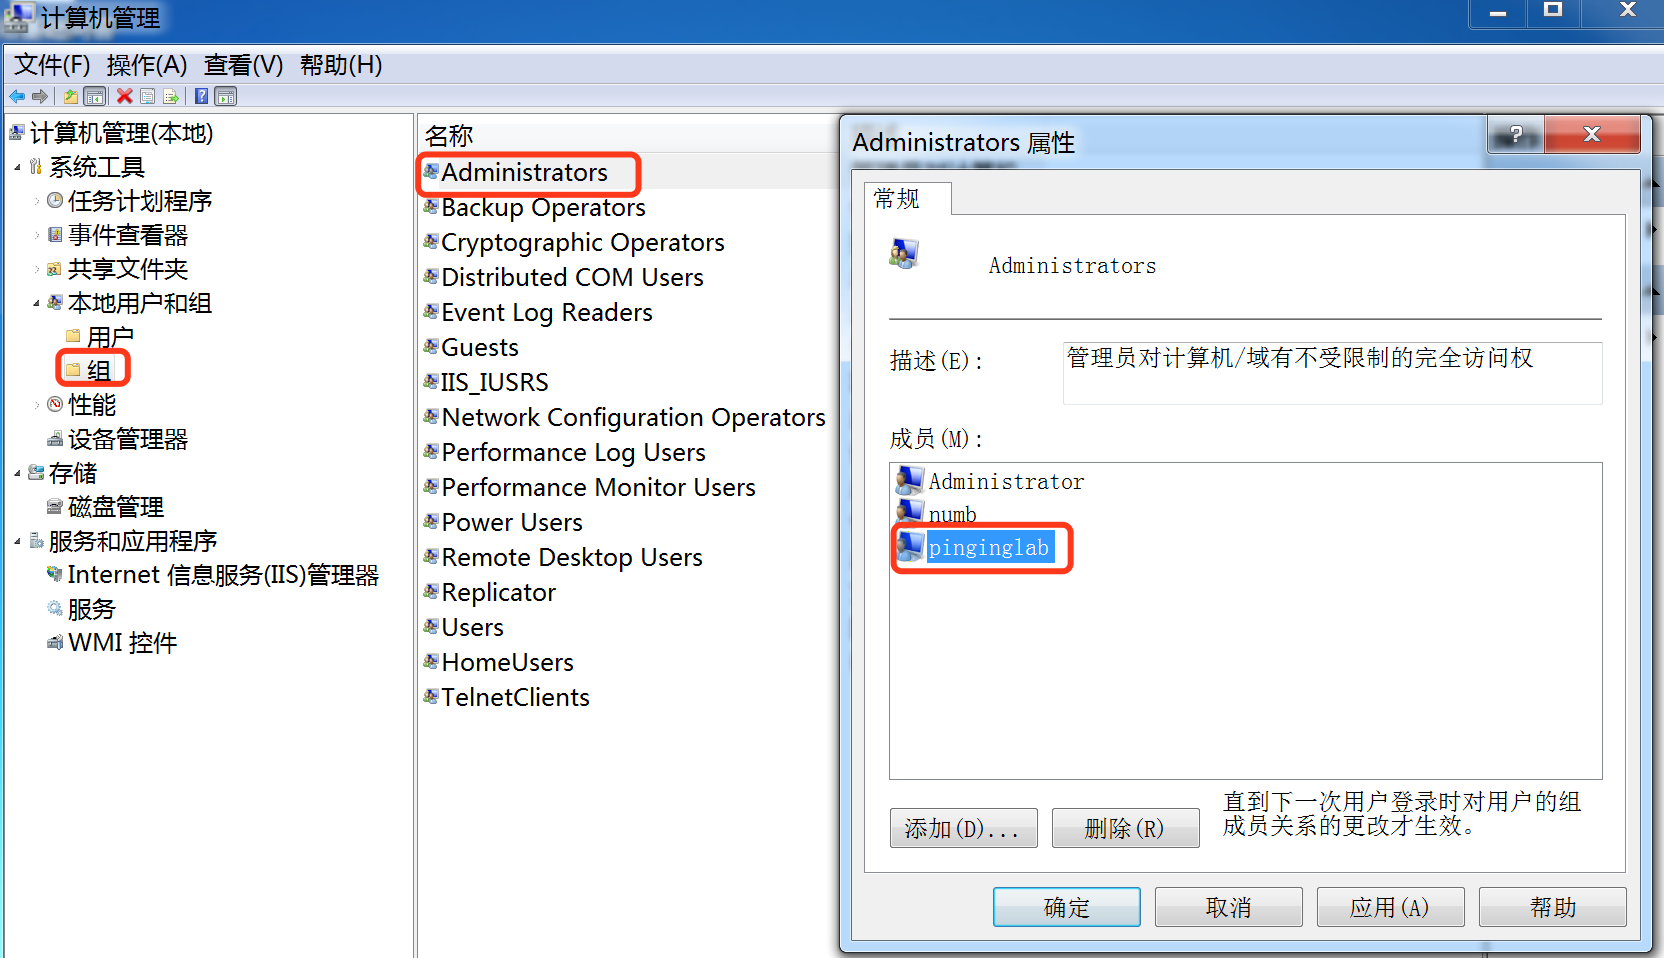 计算机管理
文件(F) 操作(A) 查看(V) 帮助(H)
计算机管理(本地)
系统工具
任务计划程序
事件查看器
共享文件夹
本地用户和组
用户
组
性能
设备管理器
存储
磁盘管理
服务和应用程序
Internet 信息服务(IIS)管理器
服务
WMI 控件
名称
Administrators
Backup Operators
Cryptographic Operators
Distributed COM Users
Event Log Readers
Guests
IIS_IUSRS
Network Configuration Operators
Performance Log Users
Performance Monitor Users
Power Users
Remote Desktop Users
Replicator
Users
HomeUsers
TelnetClients
Administrators 属性
常规
Administrators
描述(E):
管理员对计算机/域有不受限制的完全访问权
成员(M):
Administrator
numb
pinginglab
添加(D)...
删除(R)
直到下一次用户登录时对用户的组
成员关系的更改才生效。
确定
取消
应用(A)
帮助